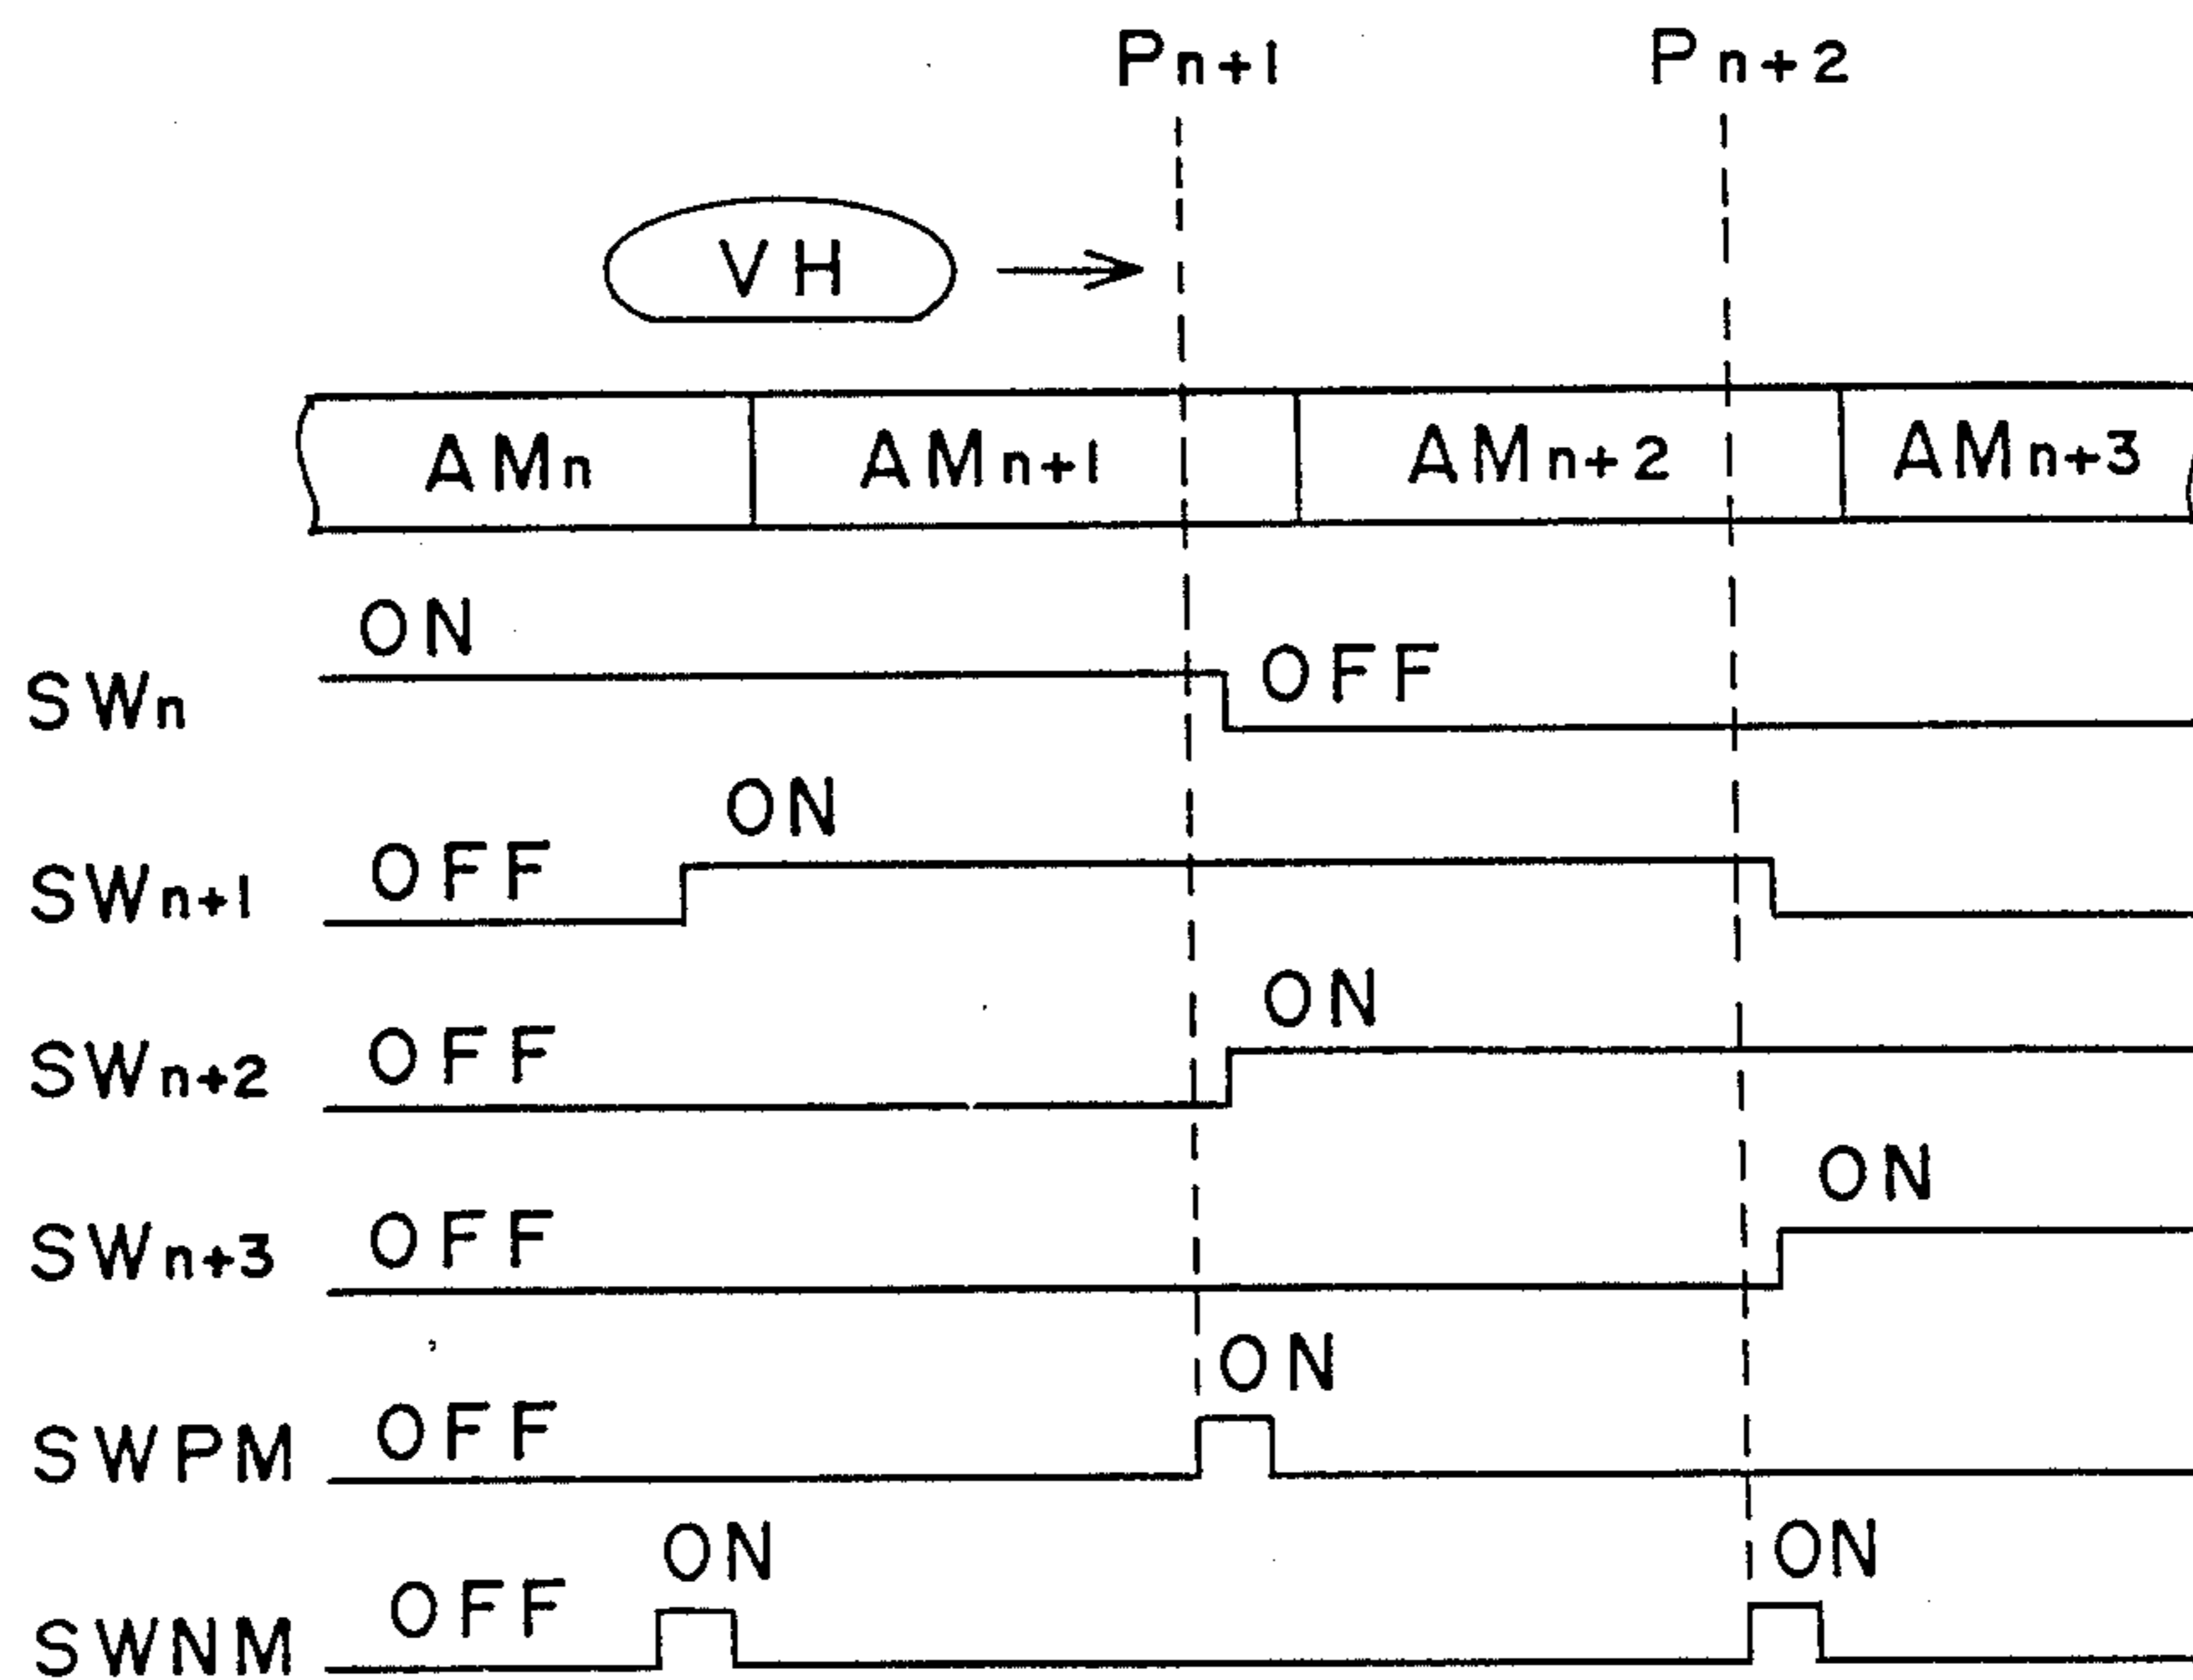 Pn+1 Pn+2
VH
AMn AMn+1 AMn+2 AMn+3
ON
SWn OFF
ON
SWn+1 OFF
ON
SWn+2 OFF
ON
SWn+3 OFF
ON
SWPM OFF
ON ON
SWNM OFF